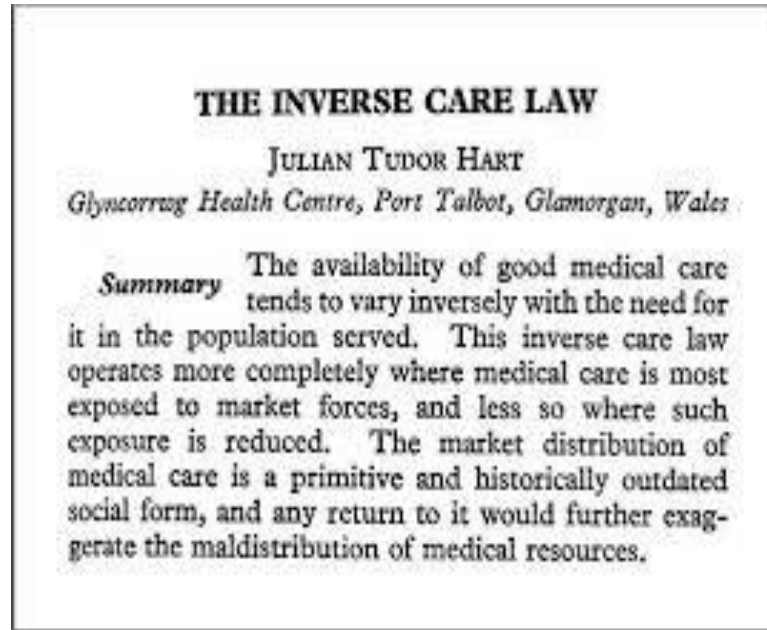 THE INVERSE CARE LAW
JULIAN TUDOR HART
Glyncorrwg Health Centre, Port Talbot, Glamorgan, Wales
Summary The availability of good medical care
tends to vary inversely with the need for
it in the population served. This inverse care law
operates more completely where medical care is most
exposed to market forces, and less so where such
exposure is reduced. The market distribution of
medical care is a primitive and historically outdated
social form, and any return to it would further exag-
gerate the maldistribution of medical resources.